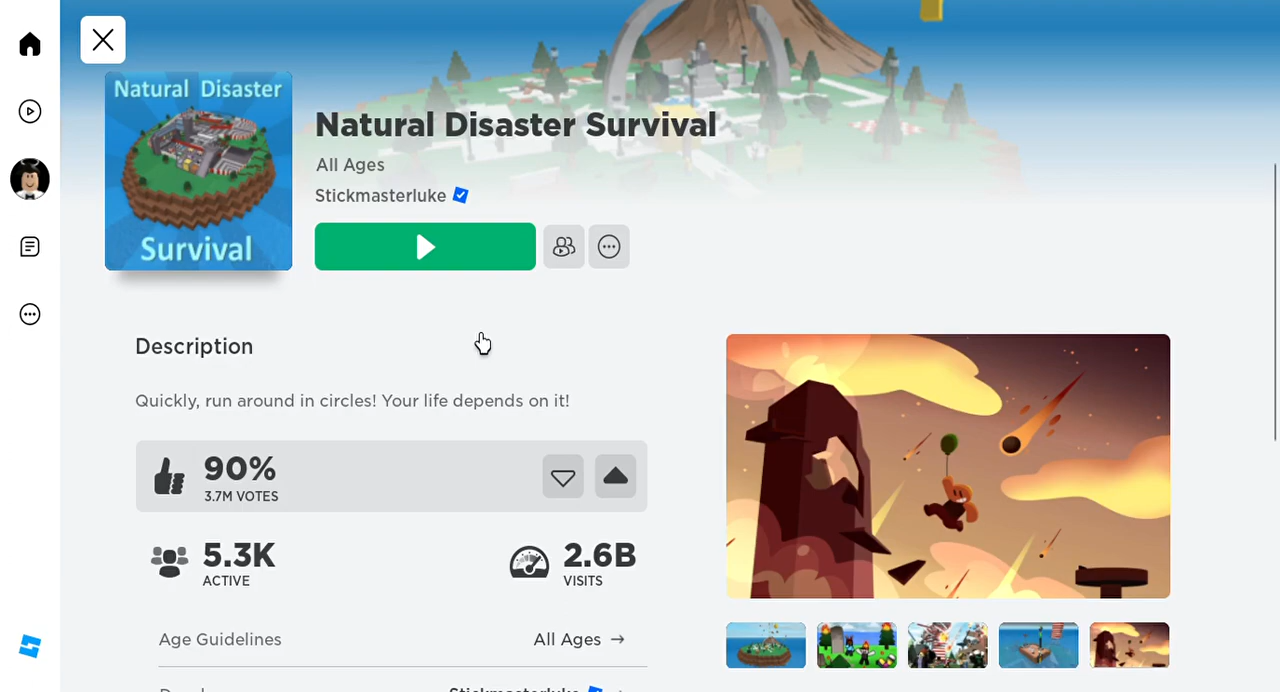 Natural Disaster
Survival
Natural Disaster Survival
All Ages
Stickmasterluke
Description
Quickly, run around in circles! Your life depends on it!
90%
3.7M VOTES
5.3K
ACTIVE
2.6B
VISITS
Age Guidelines
All Ages →